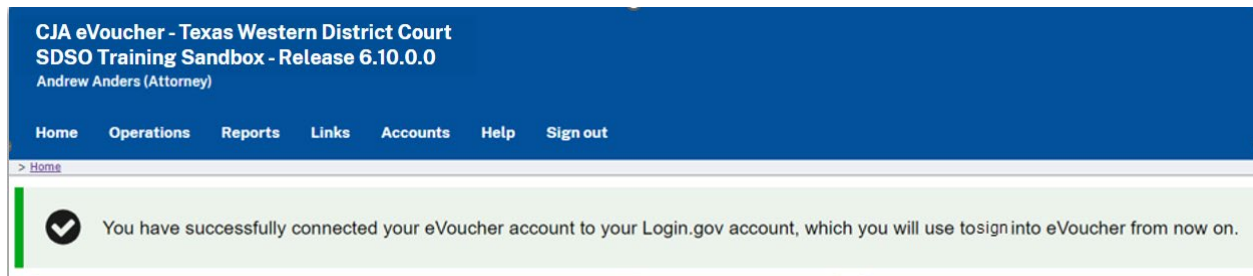 CJA eVoucher - Texas Western District Court
SDSO Training Sandbox - Release 6.10.0.0
Andrew Anders (Attorney)
Home Operations Reports Links Accounts Help Sign out
> Home
You have successfully connected your eVoucher account to your Login.gov account, which you will use tosign into eVoucher from now on.